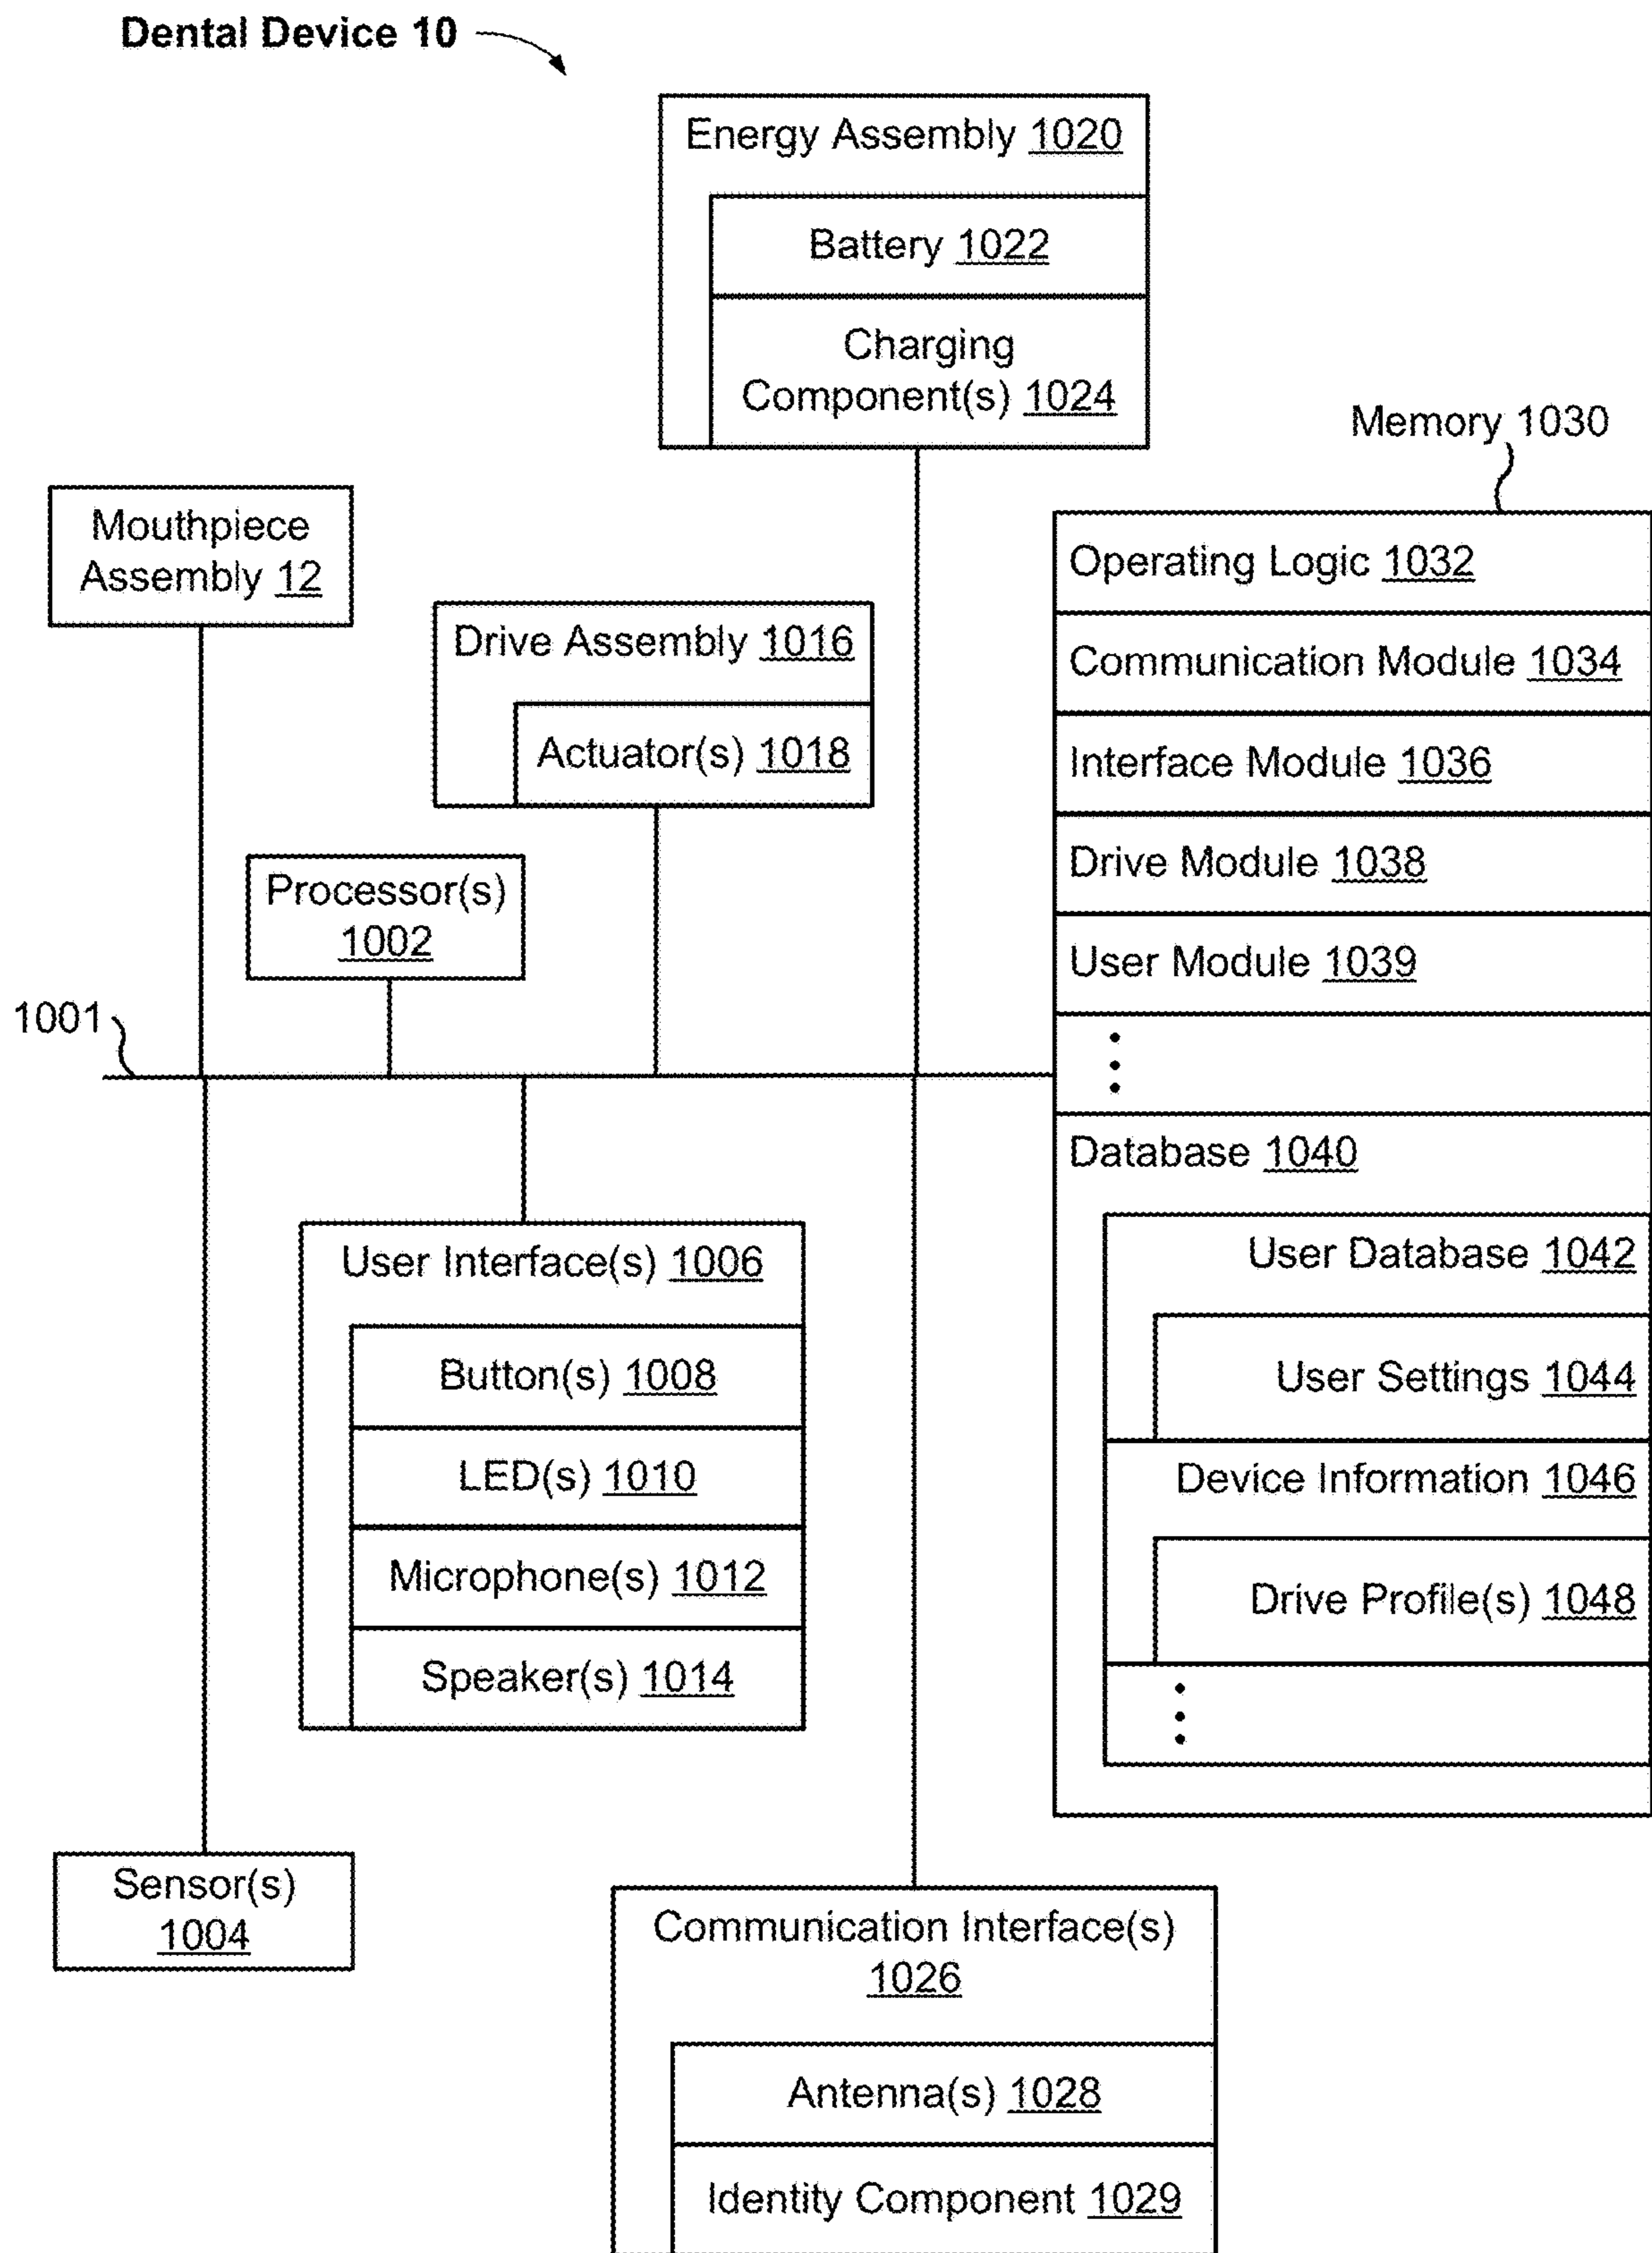 Dental Device 10
Energy Assembly 1020
Battery 1022
Charging
Component(s) 1024
Memory 1030
Mouthpiece
Assembly 12
Operating Logic 1032
Drive Assembly 1016
Communication Module 1034
Actuator(s) 1018
Interface Module 1036
Drive Module 1038
Processor(s)
1002
User Module 1039
1001
Database 1040
User Interface(s) 1006
User Database 1042
Button(s) 1008
User Settings 1044
LED(s) 1010
Device Information 1046
Microphone(s) 1012
Drive Profile(s) 1048
Speaker(s) 1014
Sensor(s)
1004
Communication Interface(s)
1026
Antenna(s) 1028
Identity Component 1029